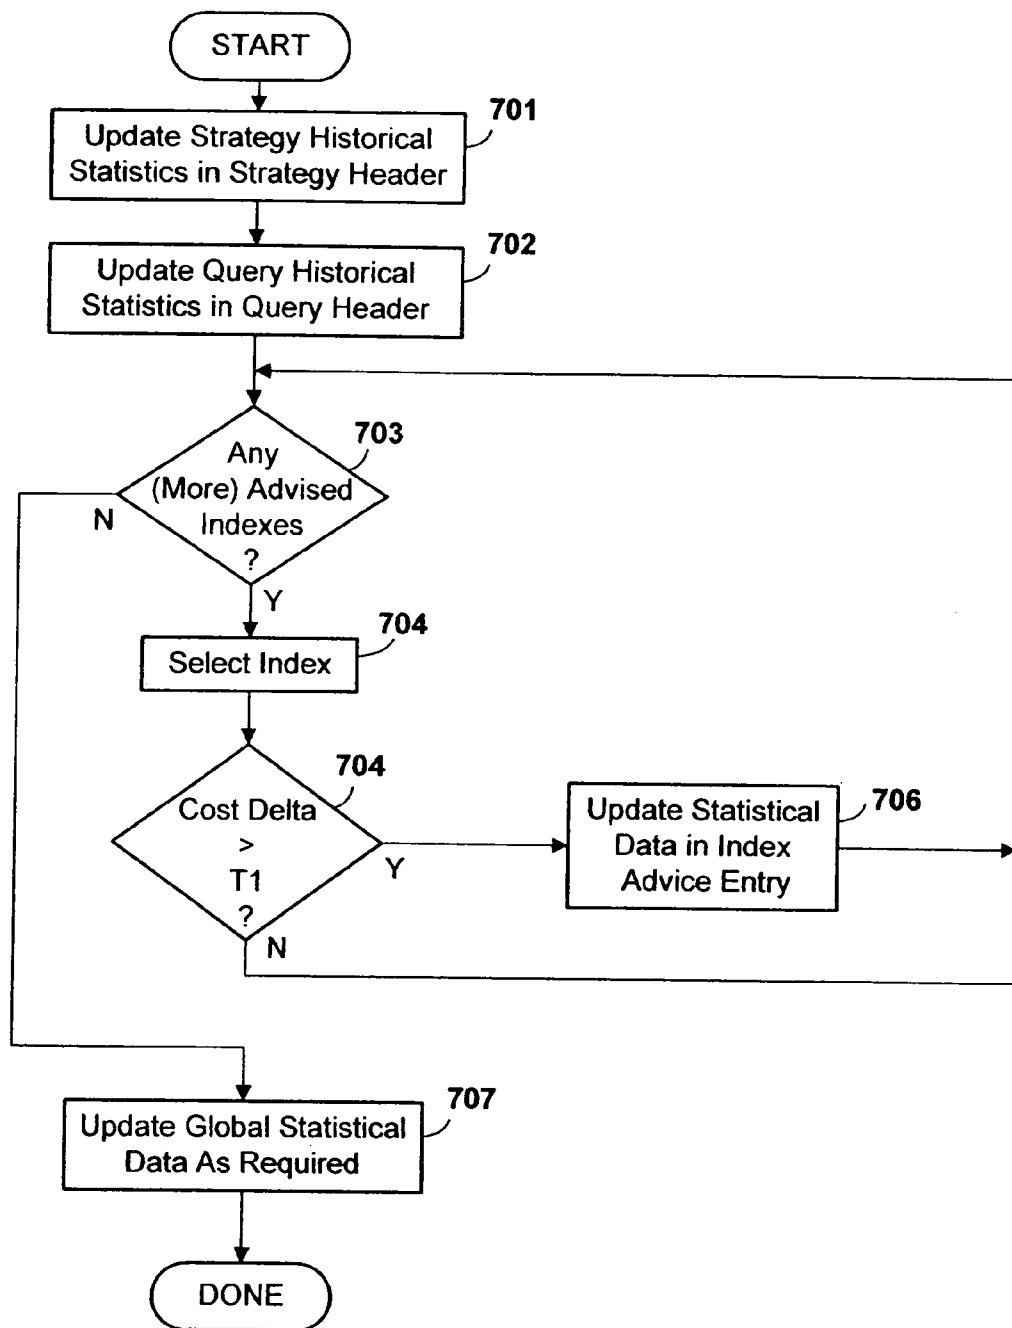 START
701
Update Strategy Historical
Statistics in Strategy Header
702
Update Query Historical
Statistics in Query Header
703
Any
(More) Advised
Indexes
?
N
Y
704
Select Index
704
Cost Delta
>
T1
?
Y
N
706
Update Statistical
Data in Index
Advice Entry
707
Update Global Statistical
Data As Required
DONE